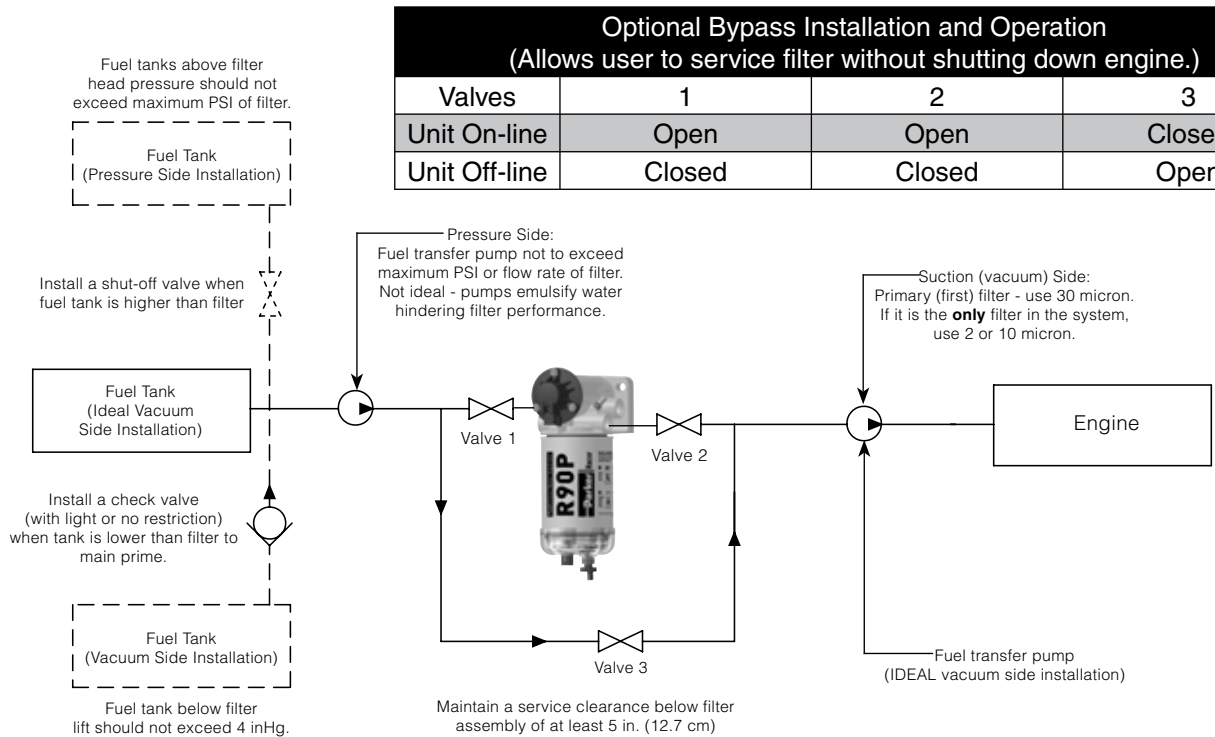 Optional Bypass Installation and Operation
(Allows user to service filter without shutting down engine.)
Valves 1 2 3
Unit On-line Open Open Close
Unit Off-line Closed Closed Oper
Fuel tanks above filter
head pressure should not
exceed maximum PSI of filter.
Fuel Tank
(Pressure Side Installation)
Install a shut-off valve when
fuel tank is higher than filter
Pressure Side:
Fuel transfer pump not to exceed
maximum PSI or flow rate of filter.
Not ideal - pumps emulsify water
hindering filter performance.
Suction (vacuum) Side:
Primary (first) filter - use 30 micron.
If it is the only filter in the system,
use 2 or 10 micron.
Fuel Tank
(Ideal Vacuum
Side Installation)
Valve 1
Valve 2
R90P
Parker
Engine
Install a check valve
(with light or no restriction)
when tank is lower than filter to
main prime.
Fuel Tank
(Vacuum Side Installation)
Valve 3
Fuel transfer pump
(IDEAL vacuum side installation)
Fuel tank below filter
lift should not exceed 4 inHg.
Maintain a service clearance below filter
assembly of at least 5 in. (12.7 cm)